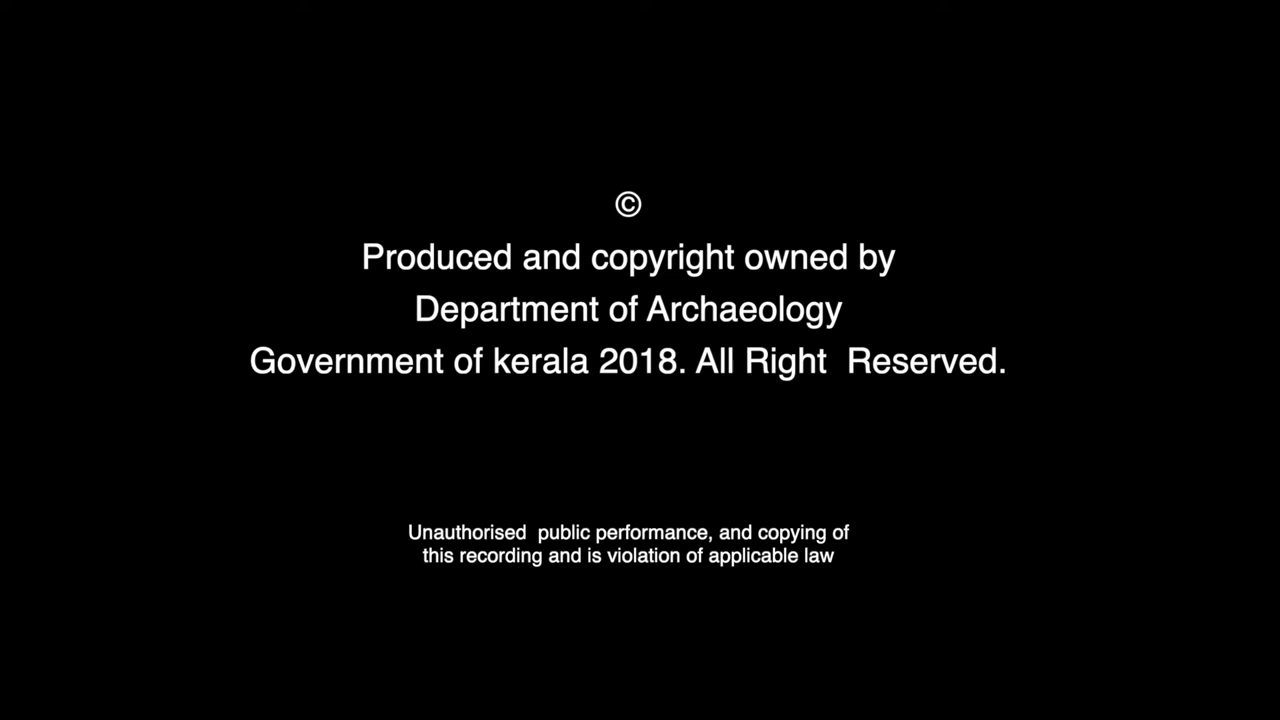 ©
Produced and copyright owned by
Department of Archaeology
Government of kerala 2018. All Right  Reserved.
Unauthorised  public performance, and copying of
this recording and is violation of applicable law